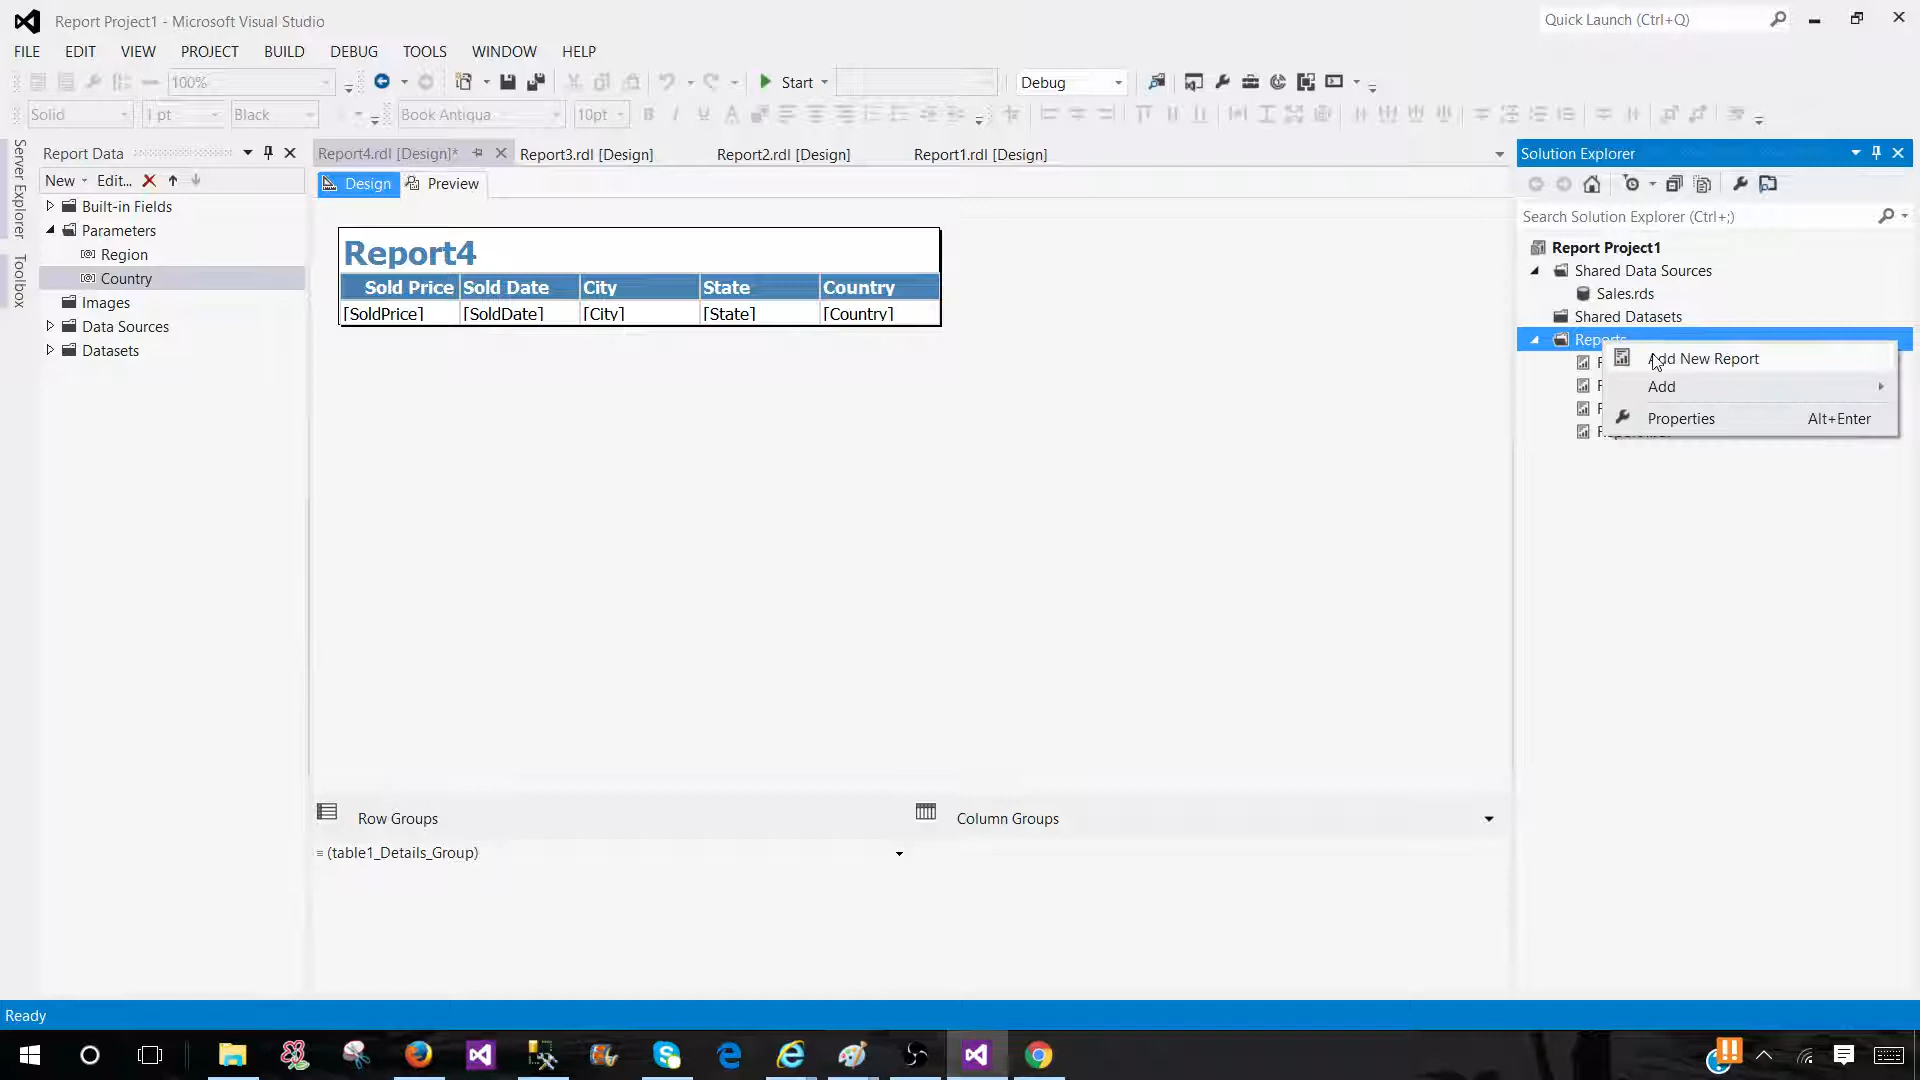 Report Project1 - Microsoft Visual Studio
Quick Launch (Ctrl+Q)
FILE EDIT VIEW PROJECT BUILD DEBUG TOOLS WINDOW HELP
100% Start Debug
Solid 1 pt Black Book Antiqua 10pt
Server Explorer
Toolbox
Report Data
New Edit...
Built-in Fields
Parameters
Region
Country
Images
Data Sources
Datasets
Report4.rdl [Design]* Report3.rdl [Design] Report2.rdl [Design] Report1.rdl [Design]
Design Preview
Report4
Sold Price Sold Date City State Country
[SoldPrice] [SoldDate] [City] [State] [Country]
Row Groups Column Groups
(table1_Details_Group)
Solution Explorer
Search Solution Explorer (Ctrl+;)
Report Project1
Shared Data Sources
Sales.rds
Shared Datasets
Reports
Add New Report
Add
Properties Alt+Enter
Ready